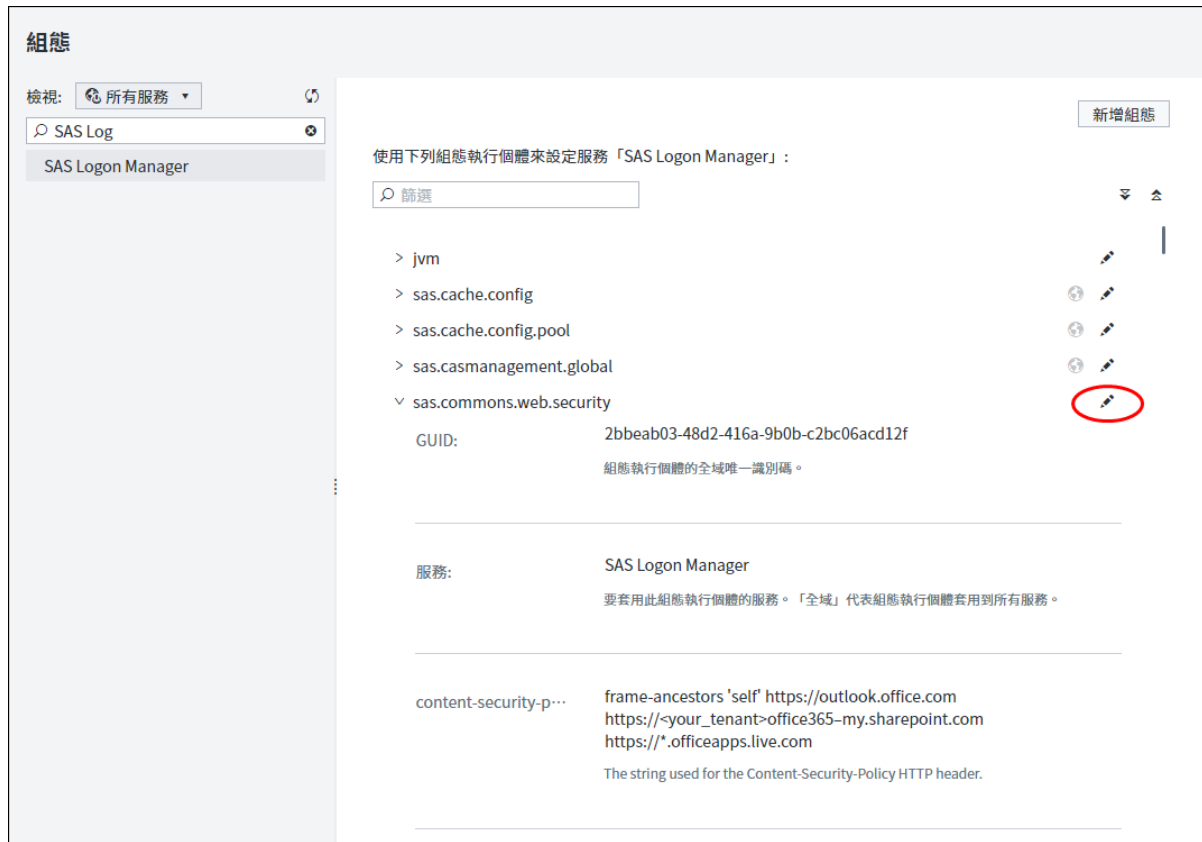 組態
檢視: 所有服務
SAS Log
SAS Logon Manager
新增組態
使用下列組態執行個體來設定服務「SAS Logon Manager」:
篩選
jvm
sas.cache.config
sas.cache.config.pool
sas.casmanagement.global
sas.commons.web.security
GUID: 2bbeab03-48d2-416a-9b0b-c2bc06acd12f
組態執行個體的全域唯一識別碼。
服務: SAS Logon Manager
要套用此組態執行個體的服務。「全域」代表組態執行個體套用到所有服務。
content-security-p… frame-ancestors 'self' https://outlook.office.com
https://<your_tenant>office365–my.sharepoint.com
https://*.officeapps.live.com
The string used for the Content-Security-Policy HTTP header.